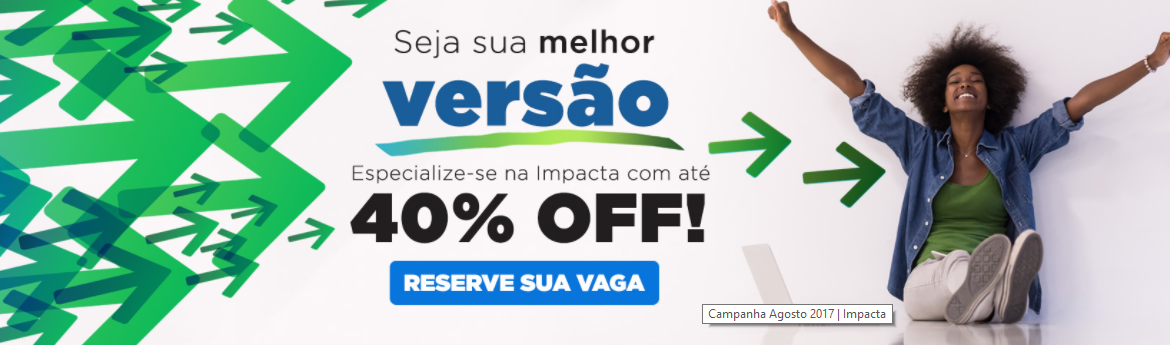 Seja sua melhor
versão
Especialize-se na Impacta com até
40% OFF!
RESERVE SUA VAGA
Campanha Agosto 2017 | Impacta